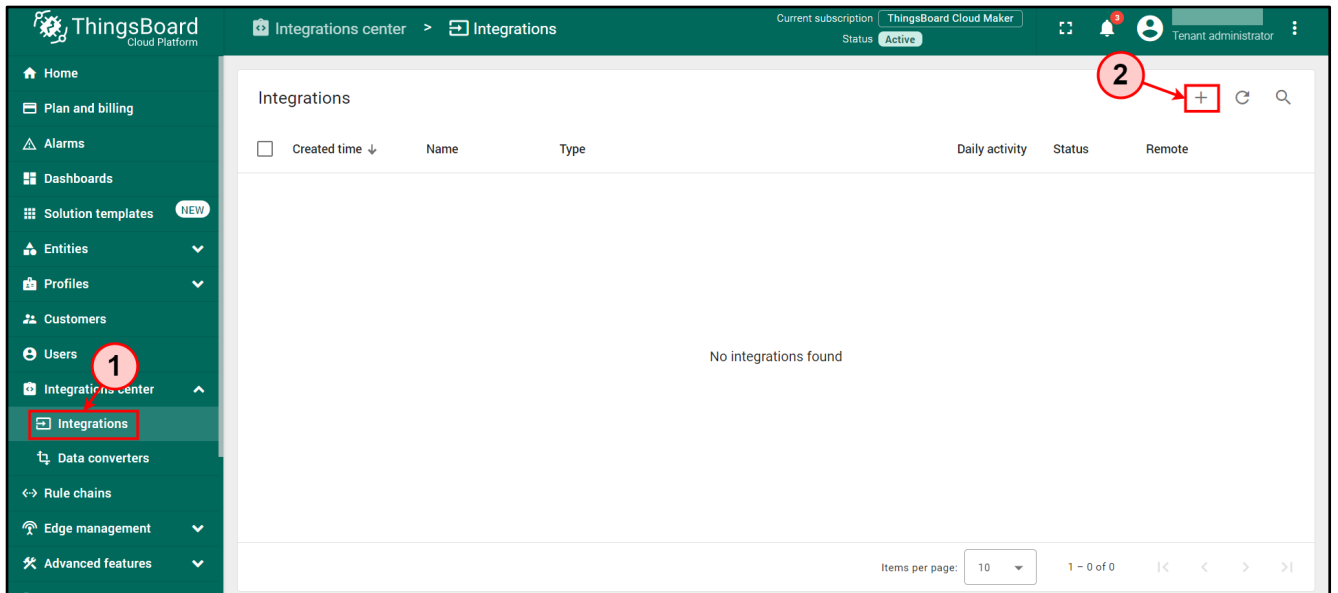 ThingsBoard
Cloud Platform
Integrations center > Integrations
Current subscription ThingsBoard Cloud Maker
Status Active
3
Tenant administrator
Home
Plan and billing
Alarms
Dashboards
Solution templates NEW
Entities
Profiles
Customers
Users
1
Integrations center
Integrations
Data converters
Rule chains
Edge management
Advanced features
Integrations
2
Created time Name Type Daily activity Status Remote
No integrations found
Items per page: 10 1 – 0 of 0